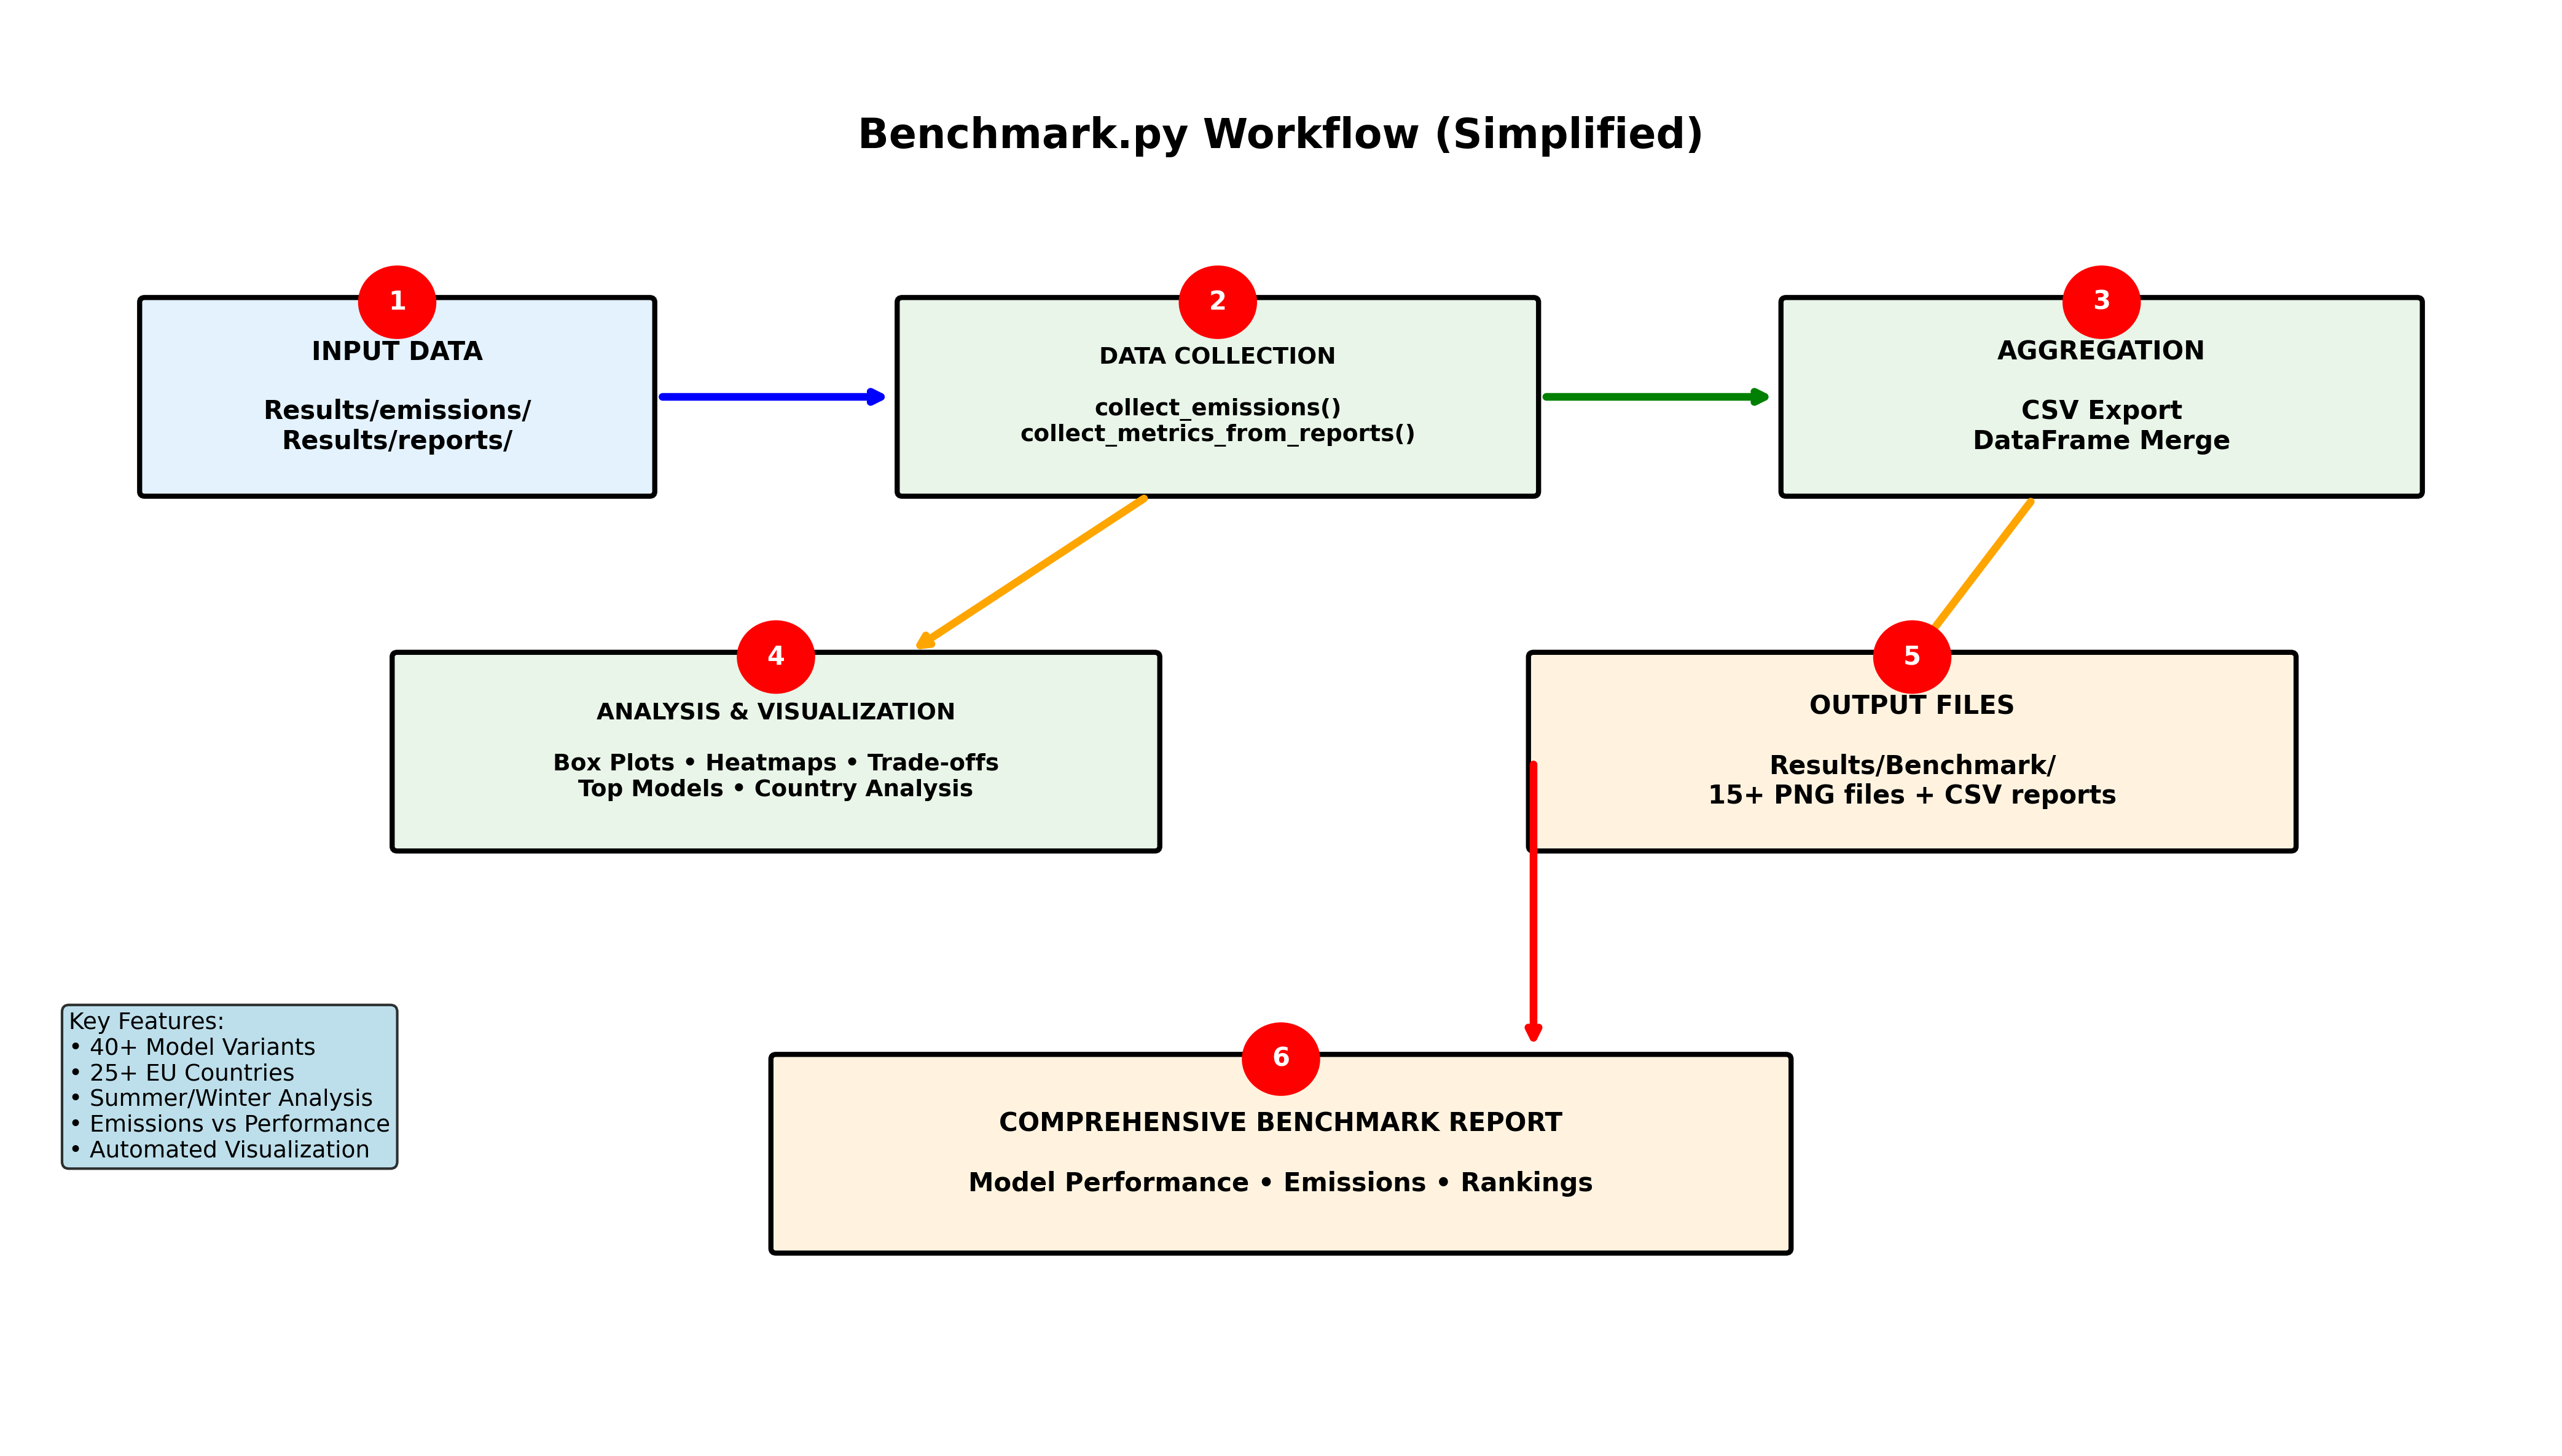 Benchmark.py Workflow (Simplified)
1
INPUT DATA
Results/emissions/
Results/reports/
2
DATA COLLECTION
collect_emissions()
collect_metrics_from_reports()
3
AGGREGATION
CSV Export
DataFrame Merge
4
ANALYSIS & VISUALIZATION
Box Plots • Heatmaps • Trade-offs
Top Models • Country Analysis
5
OUTPUT FILES
Results/Benchmark/
15+ PNG files + CSV reports
Key Features:
• 40+ Model Variants
• 25+ EU Countries
• Summer/Winter Analysis
• Emissions vs Performance
• Automated Visualization
6
COMPREHENSIVE BENCHMARK REPORT
Model Performance • Emissions • Rankings